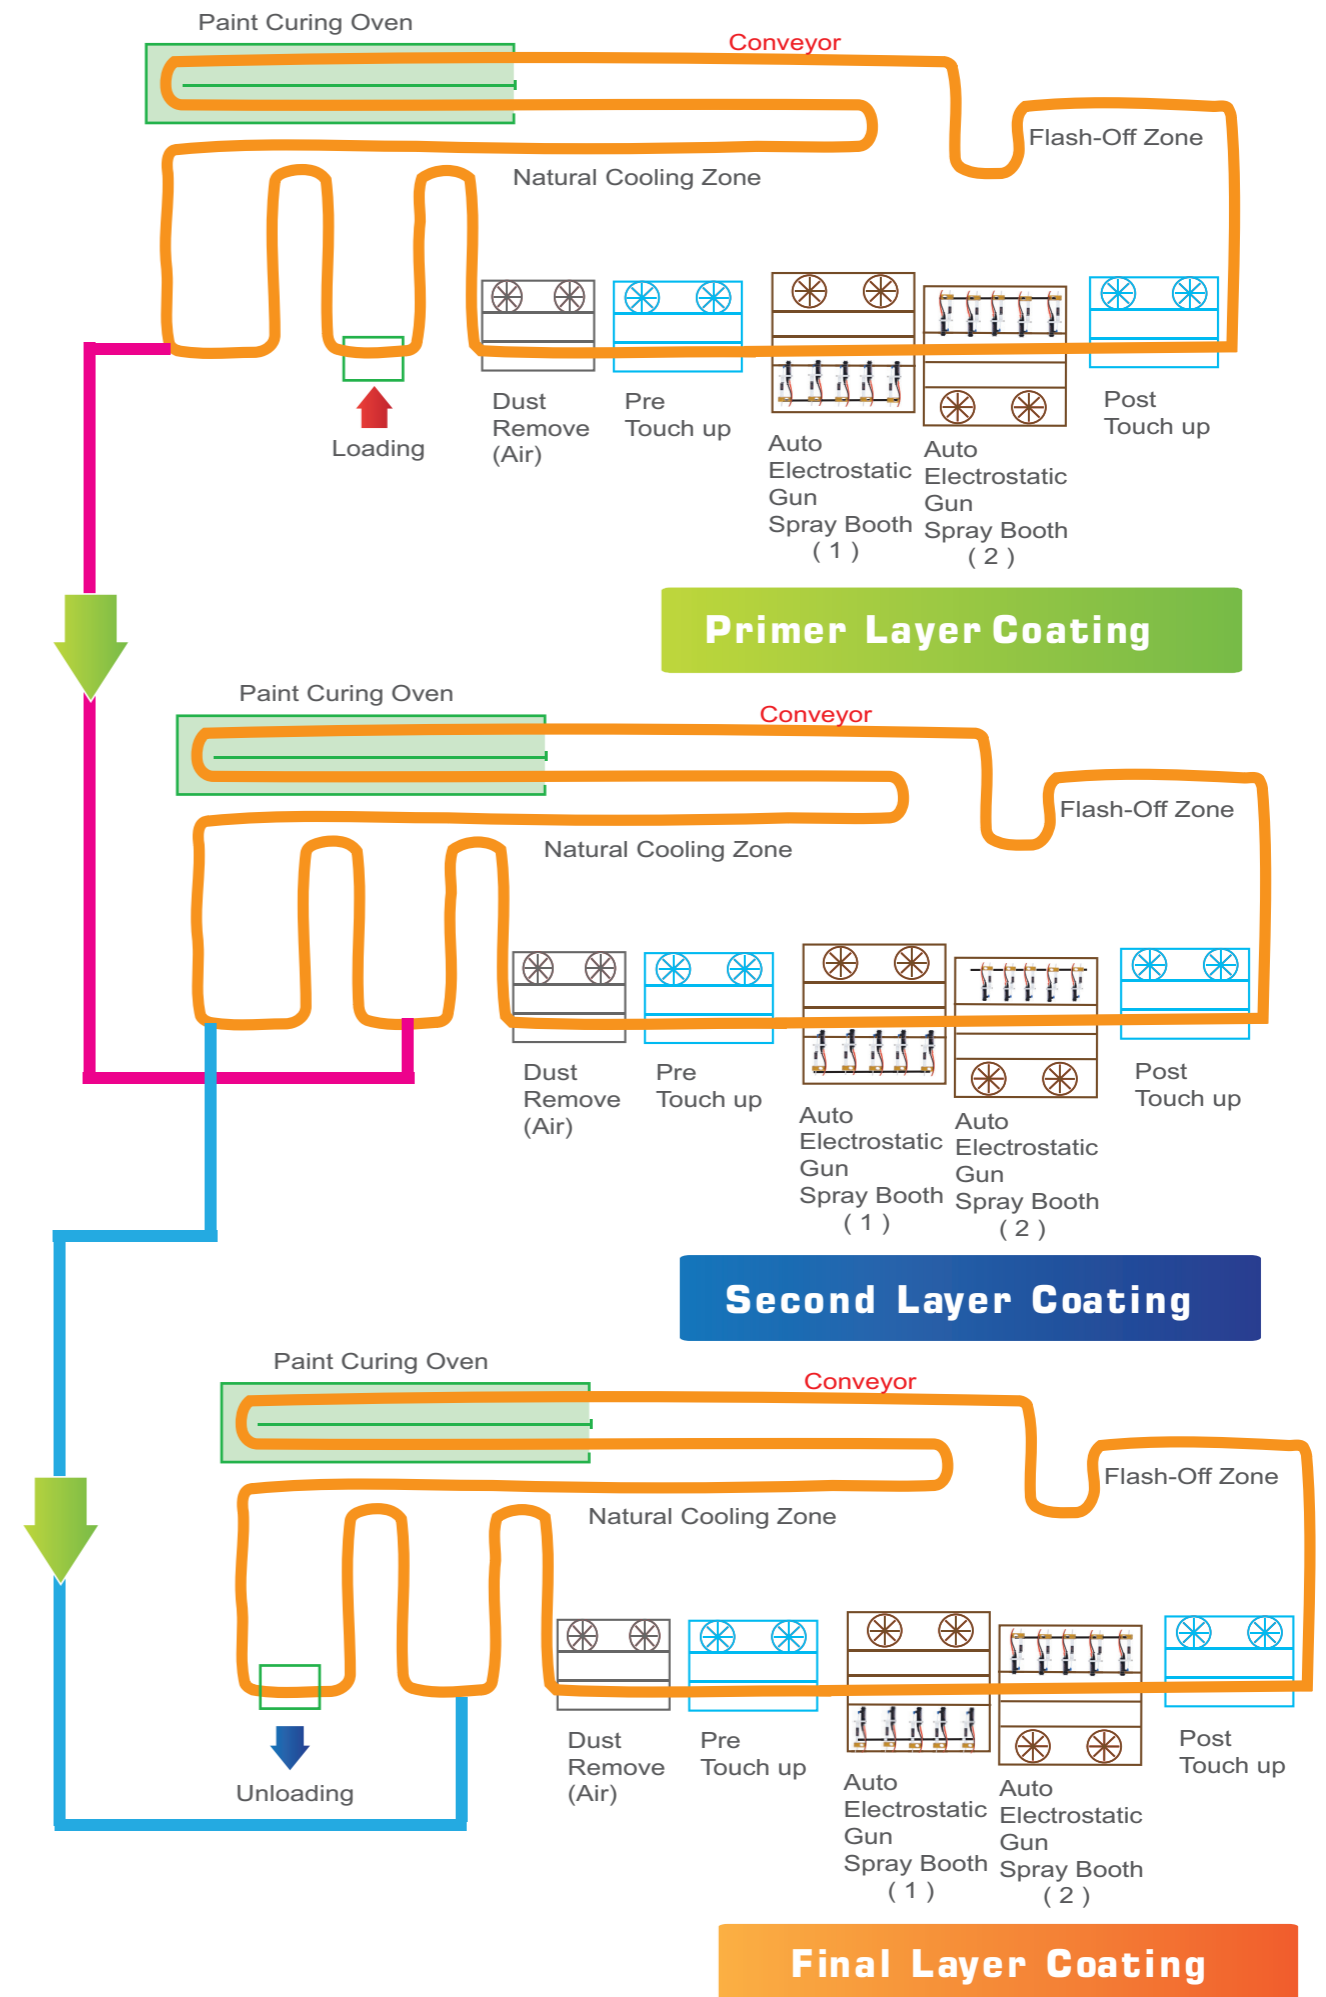 Paint Curing Oven
Conveyor
Flash-Off Zone
Natural Cooling Zone
Loading
Dust
Remove
(Air)
Pre
Touch up
Auto
Electrostatic
Gun
Spray Booth
( 1 )
Auto
Electrostatic
Gun
Spray Booth
( 2 )
Post
Touch up
Primer Layer Coating
Paint Curing Oven
Conveyor
Flash-Off Zone
Natural Cooling Zone
Dust
Remove
(Air)
Pre
Touch up
Auto
Electrostatic
Gun
Spray Booth
( 1 )
Auto
Electrostatic
Gun
Spray Booth
( 2 )
Post
Touch up
Second Layer Coating
Paint Curing Oven
Conveyor
Flash-Off Zone
Natural Cooling Zone
Unloading
Dust
Remove
(Air)
Pre
Touch up
Auto
Electrostatic
Gun
Spray Booth
( 1 )
Auto
Electrostatic
Gun
Spray Booth
( 2 )
Post
Touch up
Final Layer Coating